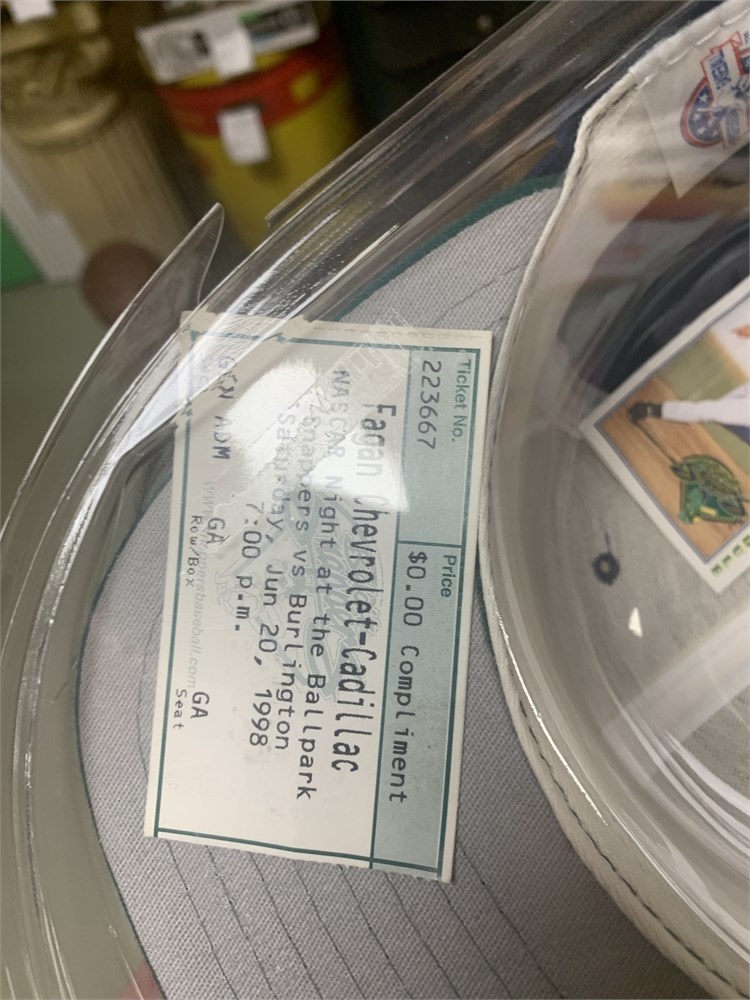 Ticket No.
Price
223667
$0.00 Compliment
Fagan Chevrolet-Cadillac
NASCAR Night at the Ballpark
Snappers vs Burlington
Saturday, Jun 20, 1998
7:00 p.m.
GEN ADM
GA
GA
Row/Box
Seat